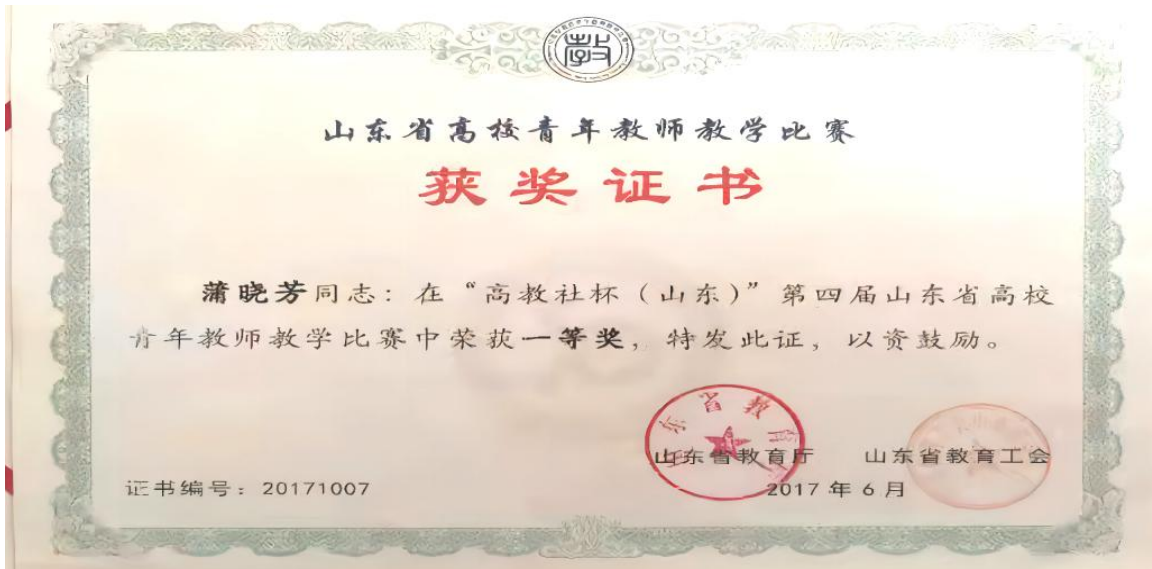 山东省高校青年教师教学比赛
获奖证书
蒲晓芳同志：在“高教社杯（山东）”第四届山东省高校
青年教师教学比赛中荣获一等奖，特发此证，以资鼓励。
山东省教育厅 山东省教育工会
证书编号：20171007
2017年6月